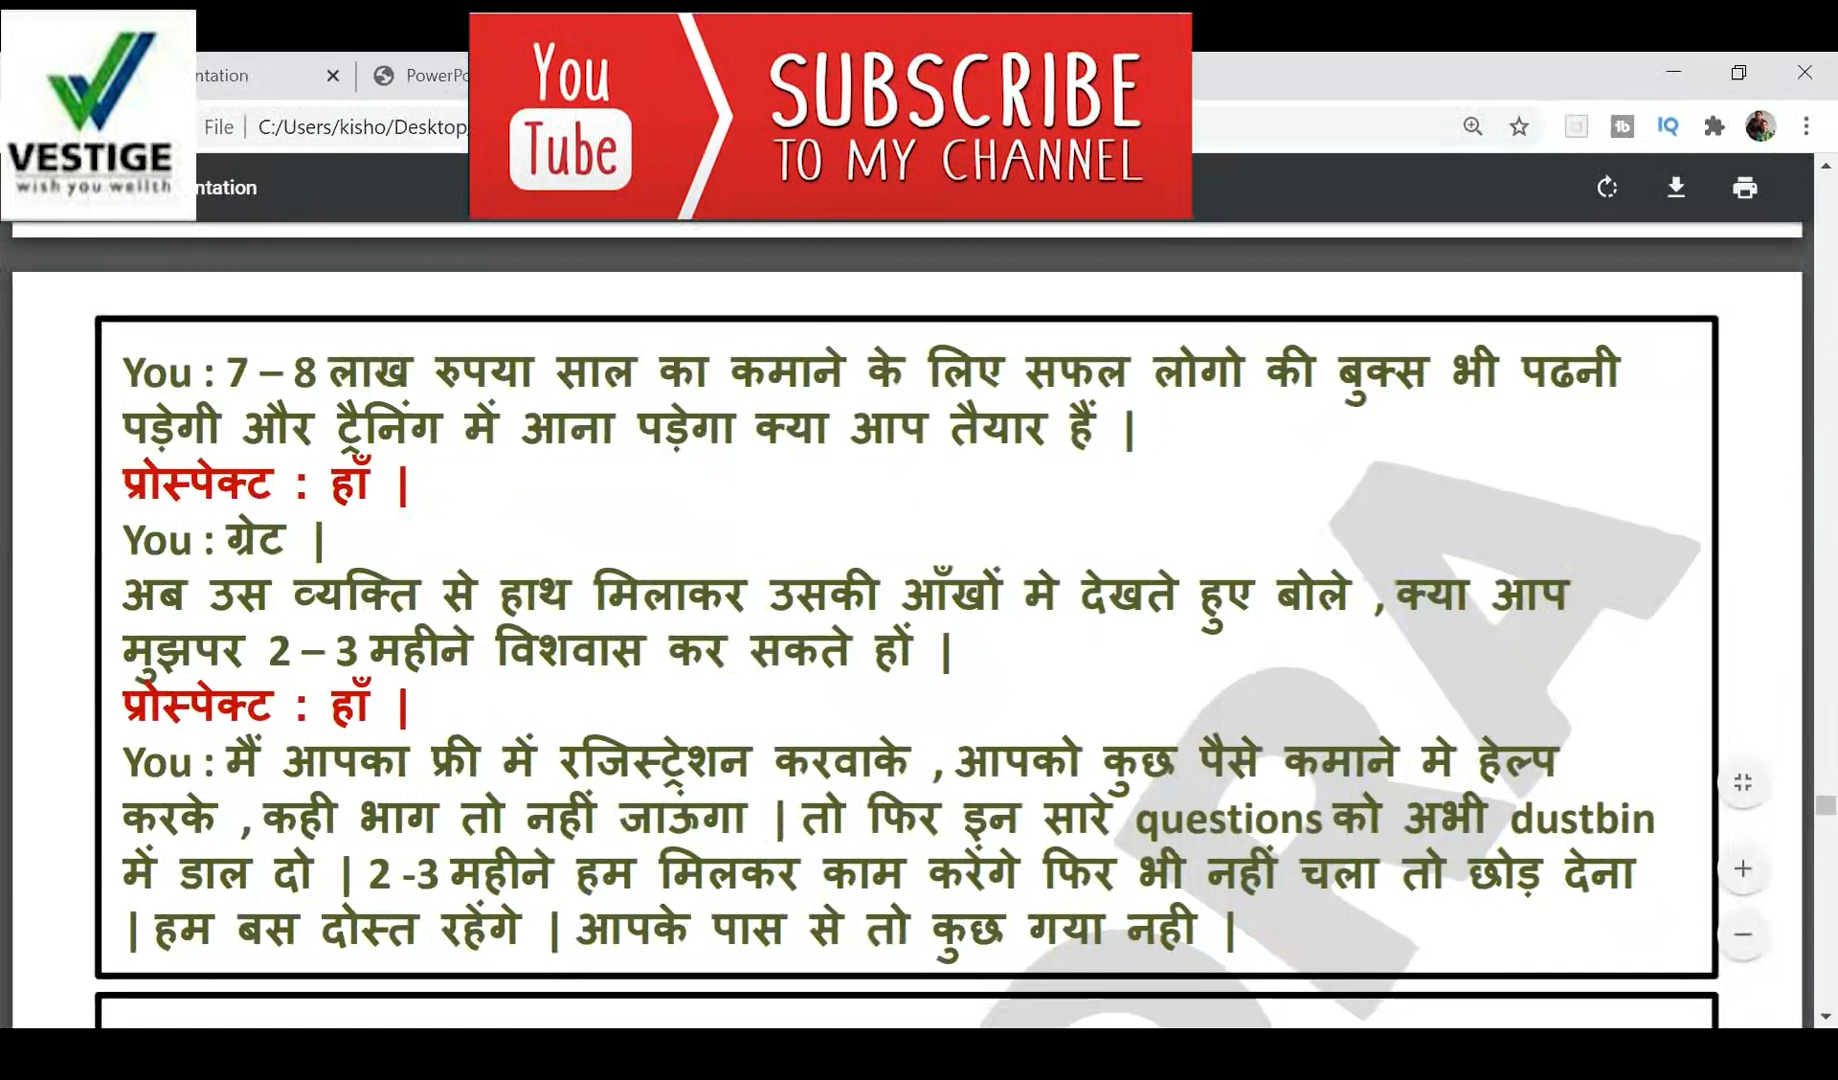 VESTIGE
wish you wellth
ntation
PowerPo
You
Tube
SUBSCRIBE
TO MY CHANNEL
File
C:/Users/kisho/Desktop
IQ
ntation
You : 7 – 8 लाख रुपया साल का कमाने के लिए सफल लोगो की बुक्स भी पढनी
पड़ेगी और ट्रैनिंग में आना पड़ेगा क्या आप तैयार हैं |
प्रोस्पेक्ट : हाँ |
You : ग्रेट |
अब उस व्यक्ति से हाथ मिलाकर उसकी आँखों मे देखते हुए बोले , क्या आप
मुझपर 2 – 3 महीने विशवास कर सकते हों |
प्रोस्पेक्ट : हाँ |
You : मैं आपका फ्री में रजिस्ट्रेशन करवाके , आपको कुछ पैसे कमाने मे हेल्प
करके , कही भाग तो नहीं जाऊंगा | तो फिर इन सारे questions को अभी dustbin
में डाल दो | 2 -3 महीने हम मिलकर काम करेंगे फिर भी नहीं चला तो छोड़ देना
| हम बस दोस्त रहेंगे | आपके पास से तो कुछ गया नही |